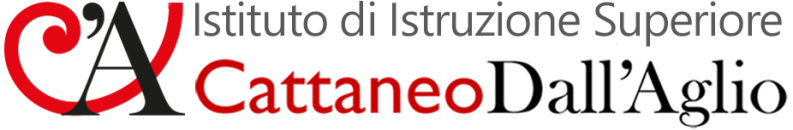 C'A
Istituto di Istruzione Superiore
CattaneoDall'Aglio